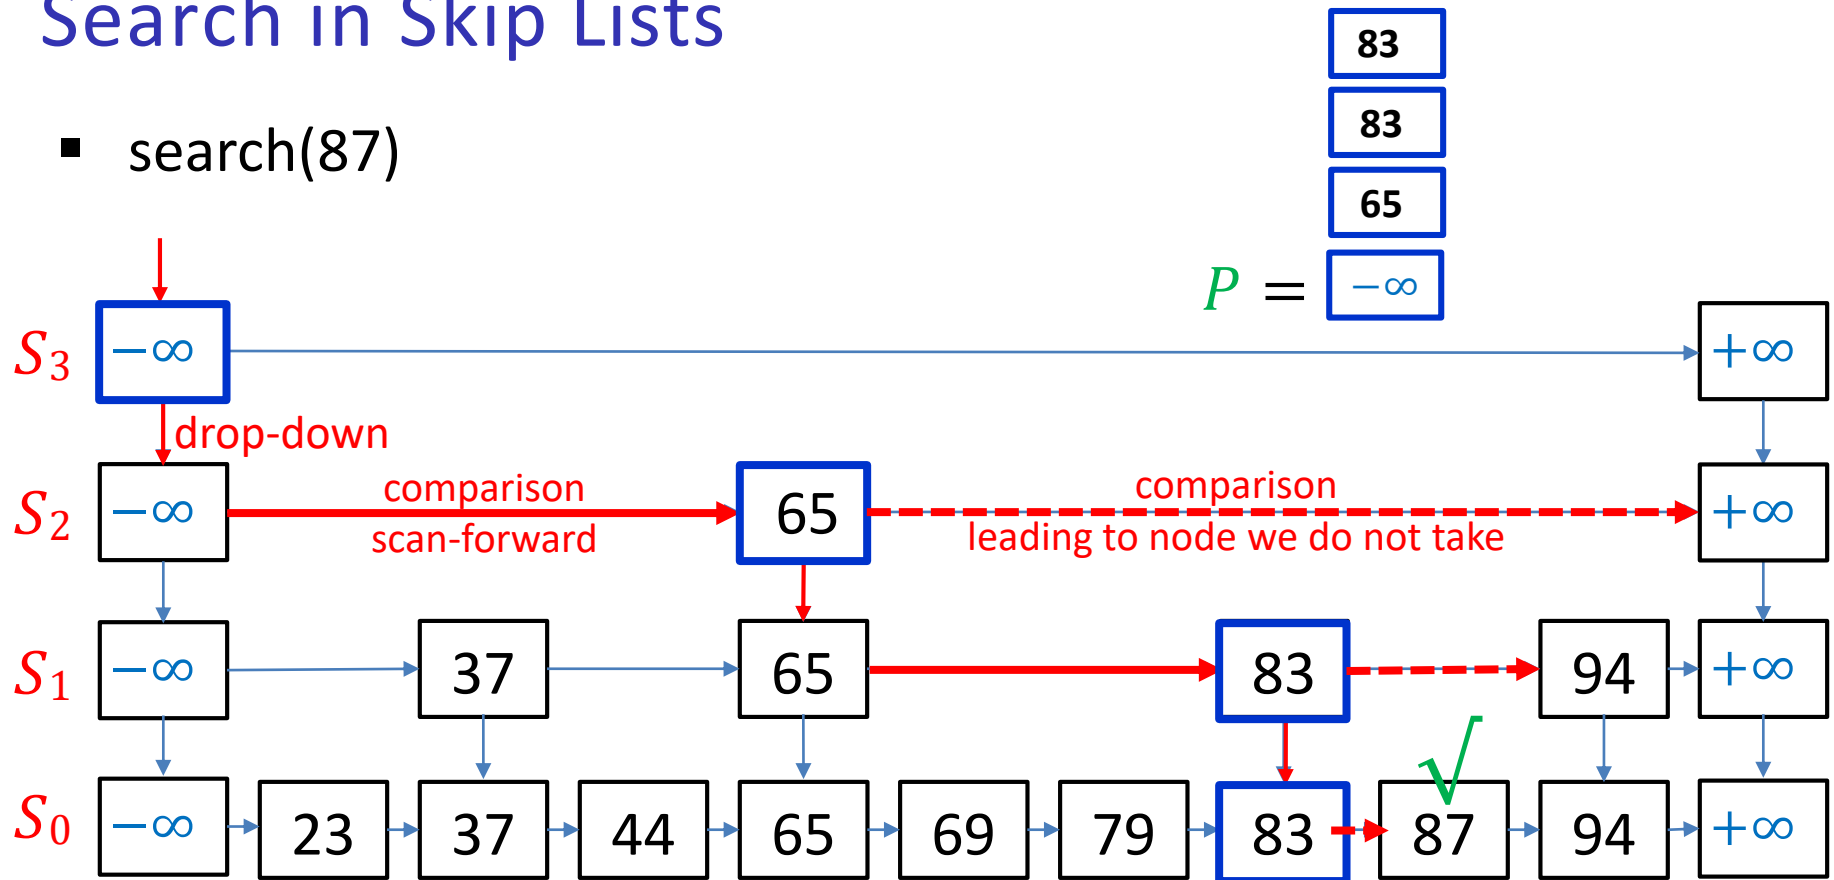 Search in Skip Lists
83
83
▪ search(87)
65
P = −∞
S3 −∞ +∞
drop-down
comparison comparison
S2 −∞ 65 +∞
scan-forward leading to node we do not take
S1 −∞ 37 65 83 94 +∞
√
S0 −∞ 23 37 44 65 69 79 83 87 94 +∞